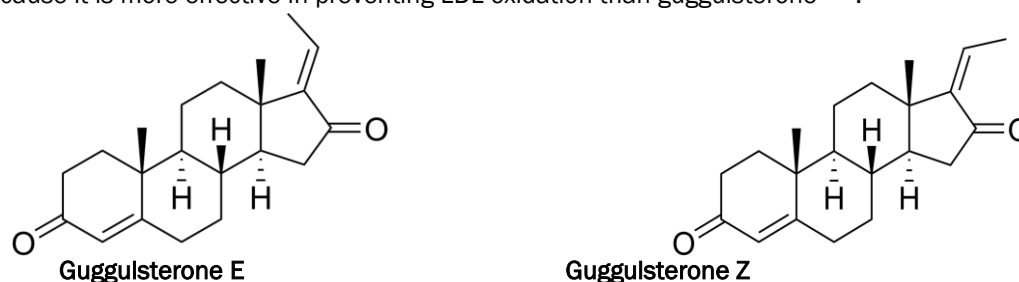 cause it is more effective in preventing LDL oxidation than guggulsterone
H
O
H
H
O
Guggulsterone E
H
O
H
H
O
Guggulsterone Z